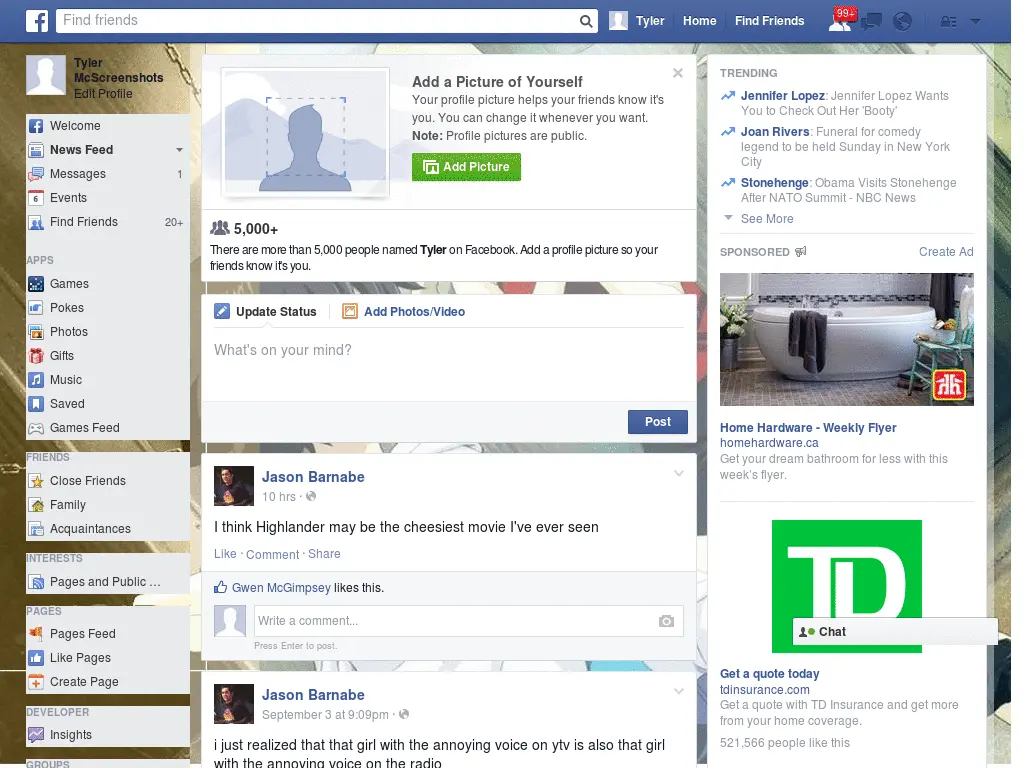 Find friends
Tyler
Home
Find Friends
99+
Tyler
McScreenshots
Edit Profile
Welcome
News Feed
Messages
1
6
Events
Find Friends
20+
APPS
Games
Pokes
Photos
Gifts
Music
Saved
Games Feed
FRIENDS
Close Friends
Family
Acquaintances
INTERESTS
Pages and Public ...
PAGES
Pages Feed
Like Pages
Create Page
DEVELOPER
Insights
GROUPS
Add a Picture of Yourself
Your profile picture helps your friends know it's
you. You can change it whenever you want.
Note: Profile pictures are public.
Add Picture
5,000+
There are more than 5,000 people named Tyler on Facebook. Add a profile picture so your
friends know it's you.
Update Status
Add Photos/Video
What's on your mind?
Post
Jason Barnabe
10 hrs ·
I think Highlander may be the cheesiest movie I've ever seen
Like · Comment · Share
Gwen McGimpsey likes this.
Write a comment...
Press Enter to post.
Jason Barnabe
September 3 at 9:09pm ·
i just realized that that girl with the annoying voice on ytv is also that girl
with the annoying voice on the radio
TRENDING
Jennifer Lopez: Jennifer Lopez Wants
You to Check Out Her 'Booty'
Joan Rivers: Funeral for comedy
legend to be held Sunday in New York
City
Stonehenge: Obama Visits Stonehenge
After NATO Summit - NBC News
See More
SPONSORED
Create Ad
Home Hardware - Weekly Flyer
homehardware.ca
Get your dream bathroom for less with this
week's flyer.
TD
Chat
Get a quote today
tdinsurance.com
Get a quote with TD Insurance and get more
from your home coverage.
521,566 people like this